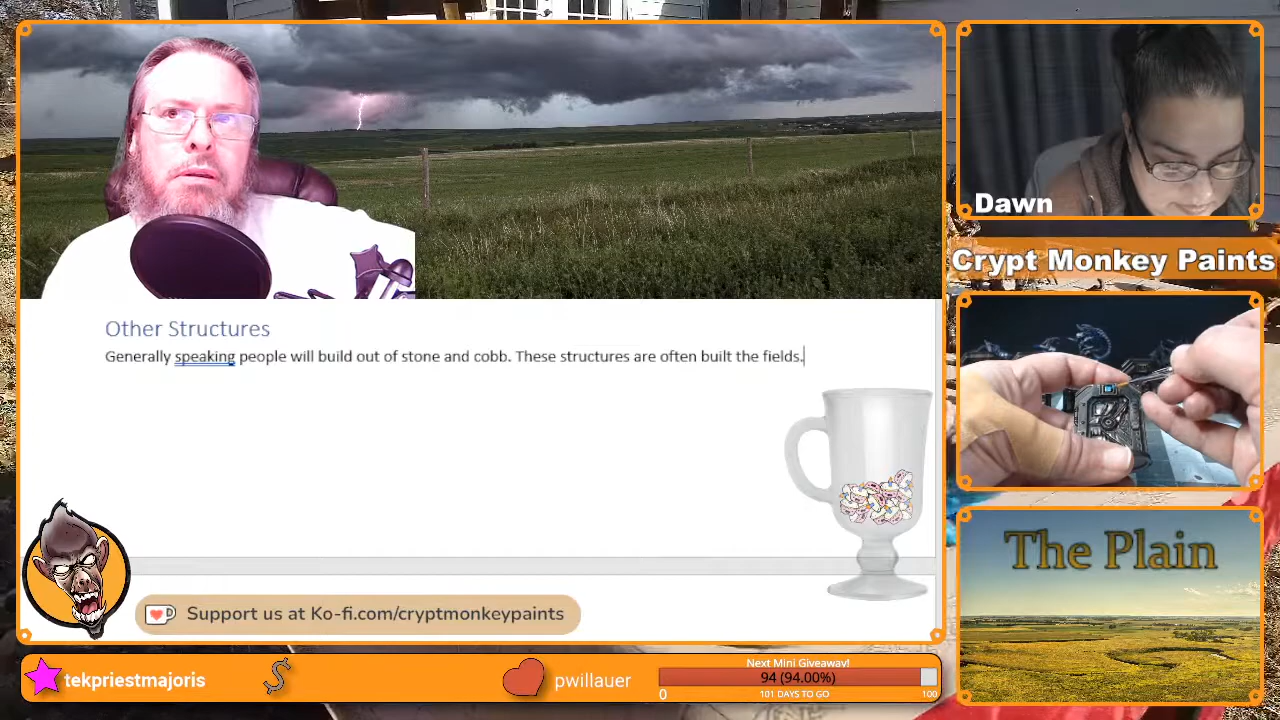 Dawn
Crypt Monkey Paints
Other Structures
Generally speaking people will build out of stone and cobb. These structures are often built the fields.
The Plain
Support us at Ko-fi.com/cryptmonkeypaints
tekpriestmajoris
pwillauer
Next Mini Giveaway!
94 (94.00%)
0
101 DAYS TO GO
100